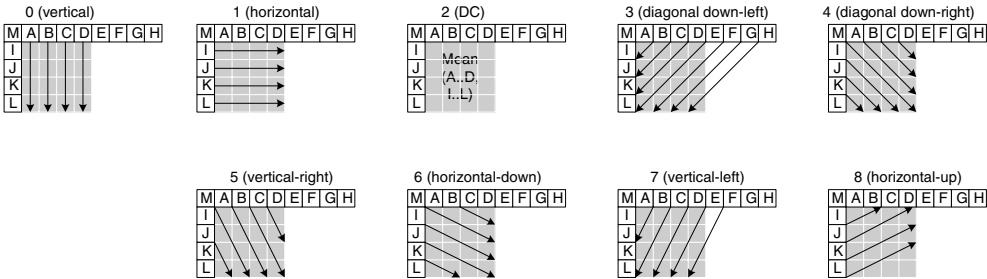 0 (vertical)
M A B C D E F G H
I
J
K
L
1 (horizontal)
M A B C D E F G H
I
J
K
L
2 (DC)
M A B C D E F G H
I
J
K
L
Mean
(A..D,
I..L)
3 (diagonal down-left)
M A B C D E F G H
I
J
K
L
4 (diagonal down-right)
M A B C D E F G H
I
J
K
L
5 (vertical-right)
M A B C D E F G H
I
J
K
L
6 (horizontal-down)
M A B C D E F G H
I
J
K
L
7 (vertical-left)
M A B C D E F G H
I
J
K
L
8 (horizontal-up)
M A B C D E F G H
I
J
K
L